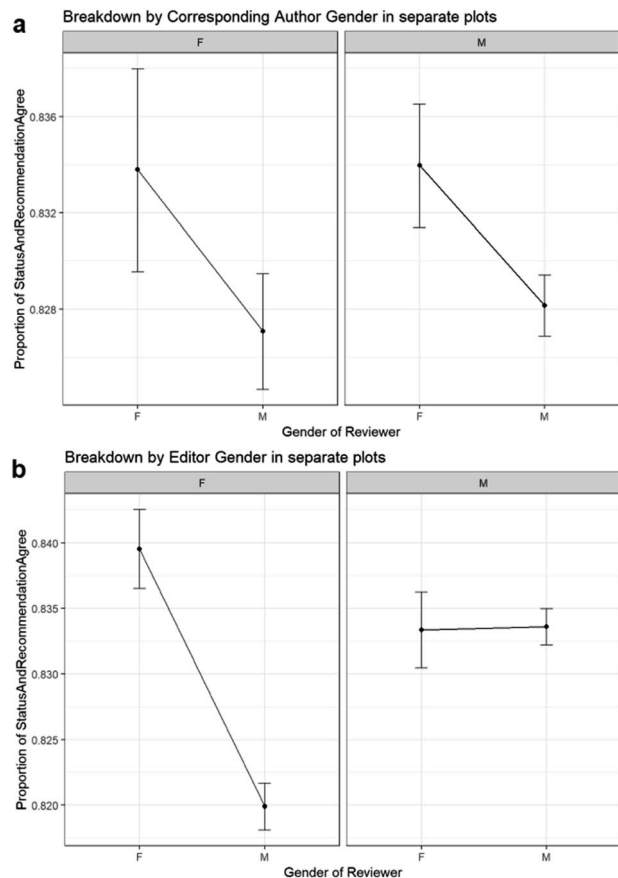 a
Breakdown by Corresponding Author Gender in separate plots
F
M
Proportion of StatusAndRecommendationAgree
0.836
0.832
0.828
F
M
F
M
Gender of Reviewer
b
Breakdown by Editor Gender in separate plots
F
M
Proportion of StatusAndRecommendationAgree
0.840
0.835
0.830
0.825
0.820
F
M
F
M
Gender of Reviewer